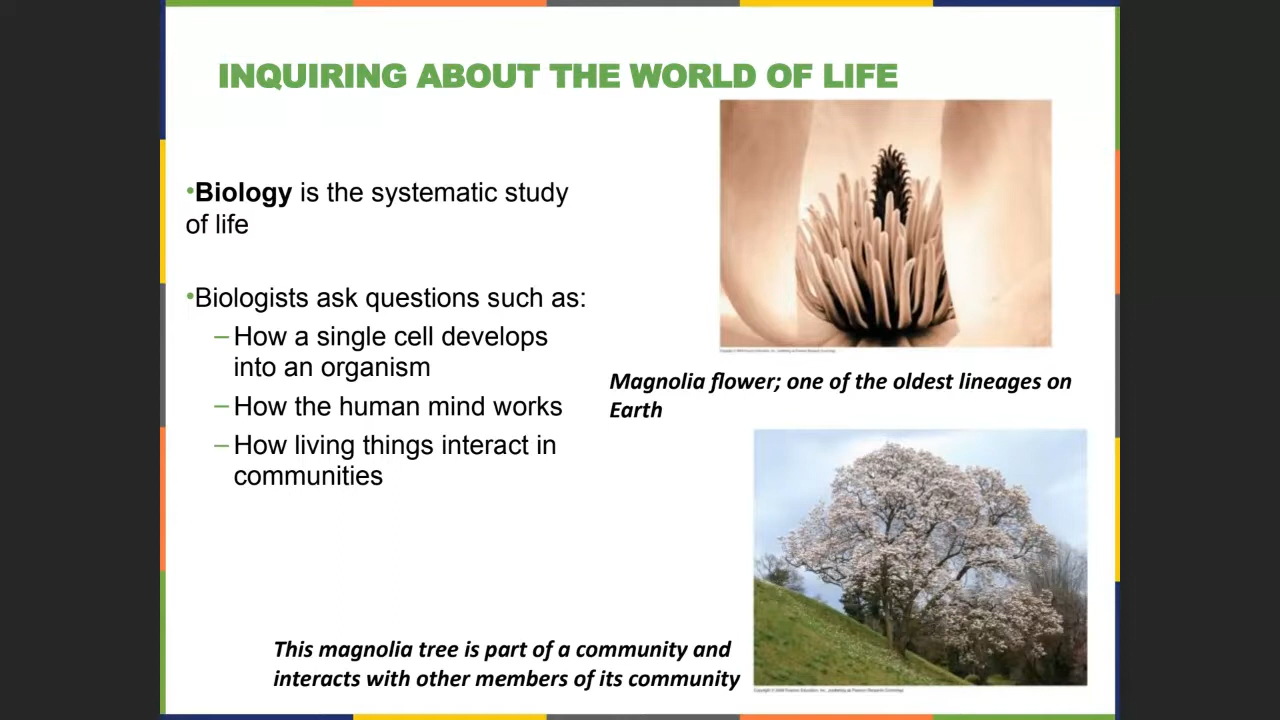 INQUIRING ABOUT THE WORLD OF LIFE
•Biology is the systematic study
of life
•Biologists ask questions such as:
– How a single cell develops
into an organism
– How the human mind works
– How living things interact in
communities
Magnolia flower; one of the oldest lineages on
Earth
This magnolia tree is part of a community and
interacts with other members of its community